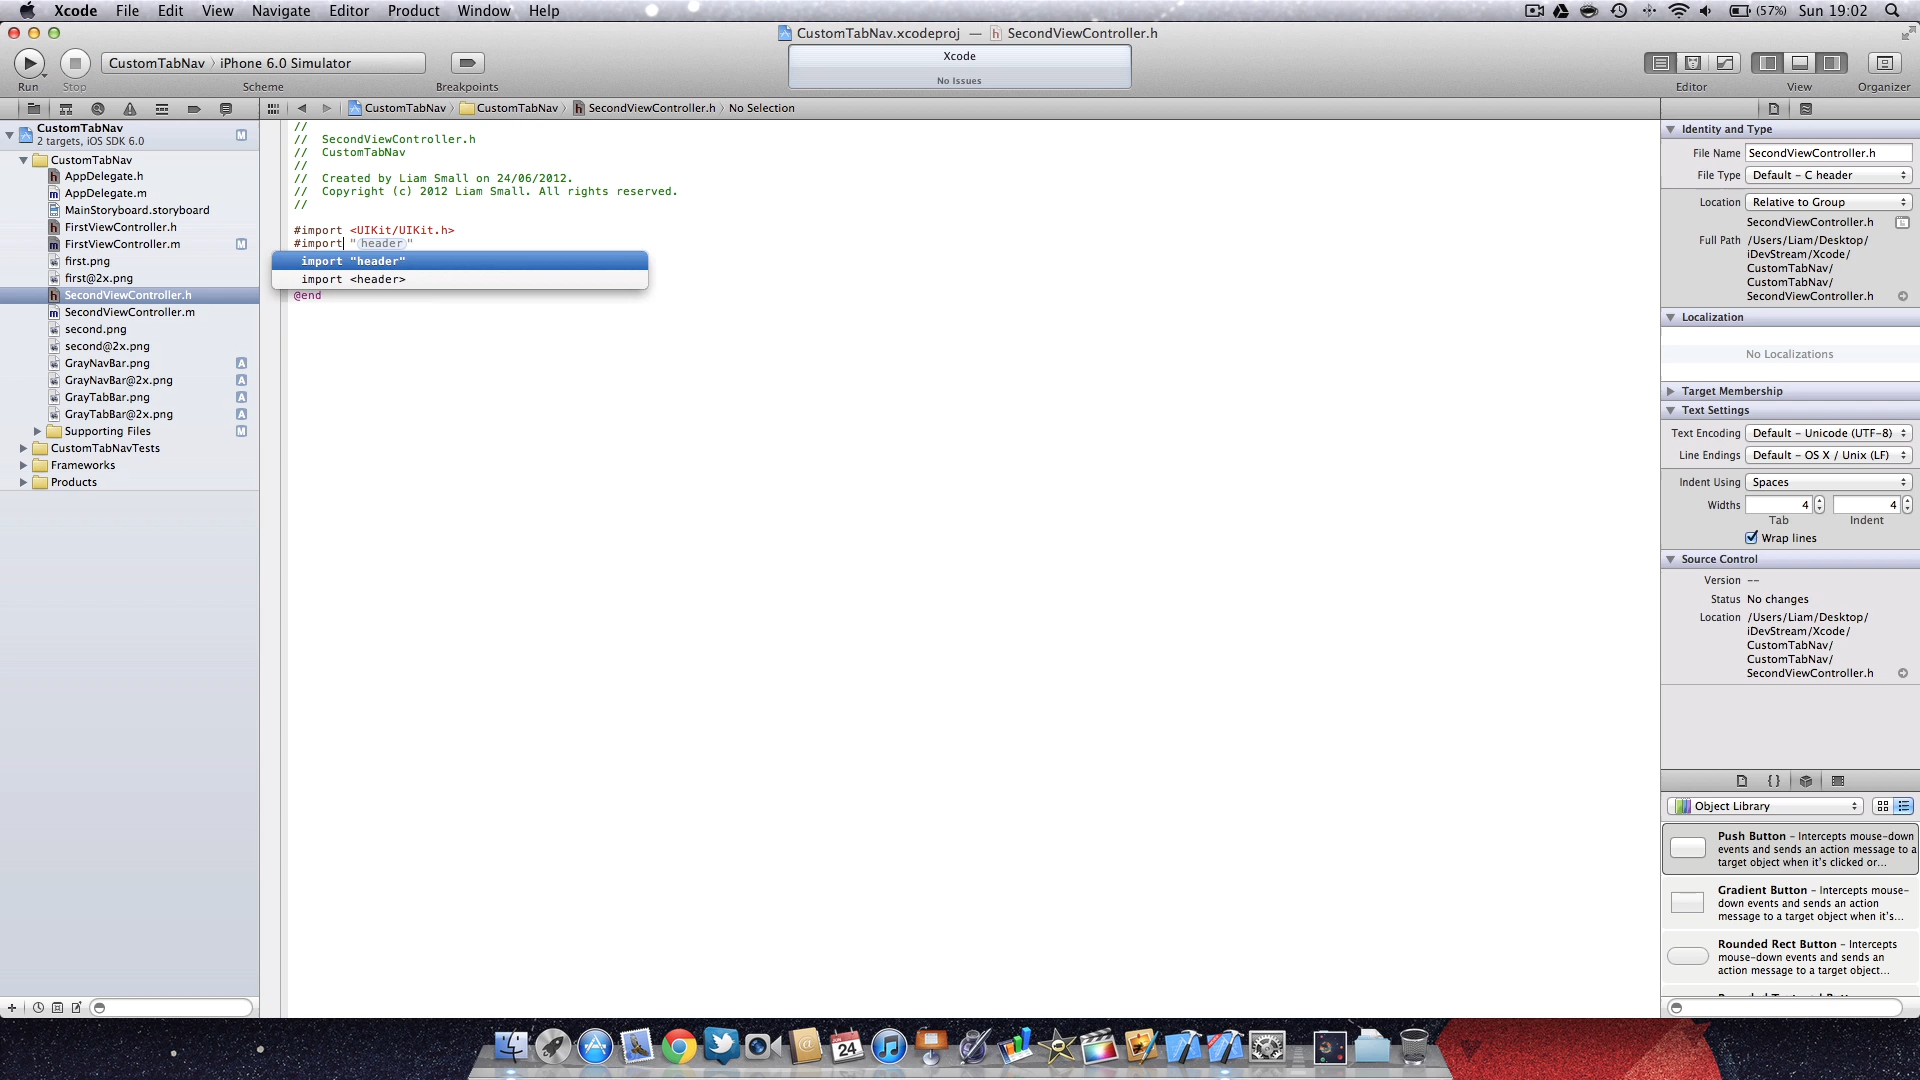 Xcode File Edit View Navigate Editor Product Window Help
(57%) Sun 19:02
CustomTabNav.xcodeproj — SecondViewController.h
CustomTabNav › iPhone 6.0 Simulator
Xcode
No Issues
Run Stop Scheme Breakpoints Editor View Organizer
CustomTabNav › CustomTabNav › SecondViewController.h › No Selection
CustomTabNav M
2 targets, iOS SDK 6.0
CustomTabNav
AppDelegate.h
AppDelegate.m
MainStoryboard.storyboard
FirstViewController.h
FirstViewController.m M
first.png
first@2x.png
SecondViewController.h
SecondViewController.m
second.png
second@2x.png
GrayNavBar.png A
GrayNavBar@2x.png A
GrayTabBar.png A
GrayTabBar@2x.png A
Supporting Files M
CustomTabNavTests
Frameworks
Products
//
// SecondViewController.h
// CustomTabNav
//
// Created by Liam Small on 24/06/2012.
// Copyright (c) 2012 Liam Small. All rights reserved.
//
#import <UIKit/UIKit.h>
#import "header"
import "header"
import <header>
@end
Identity and Type
File Name SecondViewController.h
File Type Default - C header
Location Relative to Group
SecondViewController.h
Full Path /Users/Liam/Desktop/
iDevStream/Xcode/
CustomTabNav/
CustomTabNav/
SecondViewController.h
Localization
No Localizations
Target Membership
Text Settings
Text Encoding Default - Unicode (UTF-8)
Line Endings Default - OS X / Unix (LF)
Indent Using Spaces
Widths 4 4
Tab Indent
Wrap lines
Source Control
Version --
Status No changes
Location /Users/Liam/Desktop/
iDevStream/Xcode/
CustomTabNav/
CustomTabNav/
SecondViewController.h
{ }
Object Library
Push Button - Intercepts mouse-down
events and sends an action message to a
target object when it's clicked or...
Gradient Button - Intercepts mouse-
down events and sends an action
message to a target object when it's...
Rounded Rect Button - Intercepts
mouse-down events and sends an
action message to a target object...
24